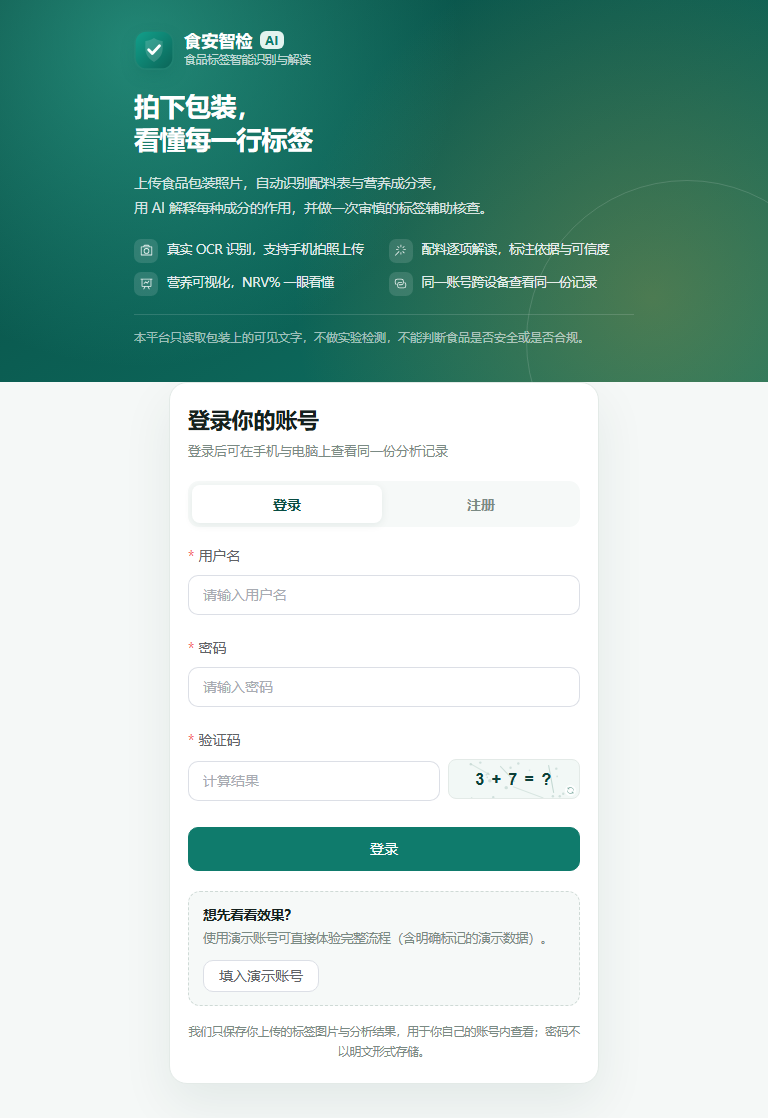 食安智检 AI
食品标签智能识别与解读
拍下包装，
看懂每一行标签
上传食品包装照片，自动识别配料表与营养成分表，
用 AI 解释每种成分的作用，并做一次审慎的标签辅助核查。
真实 OCR 识别，支持手机拍照上传
配料逐项解读，标注依据与可信度
营养可视化，NRV% 一眼看懂
同一账号跨设备查看同一份记录
本平台只读取包装上的可见文字，不做实验检测，不能判断食品是否安全或是否合规。
登录你的账号
登录后可在手机与电脑上查看同一份分析记录
登录
注册
* 用户名
请输入用户名
* 密码
请输入密码
* 验证码
计算结果
3 + 7 = ?
登录
想先看看效果？
使用演示账号可直接体验完整流程（含明确标记的演示数据）。
填入演示账号
我们只保存你上传的标签图片与分析结果，用于你自己的账号内查看；密码不
以明文形式存储。